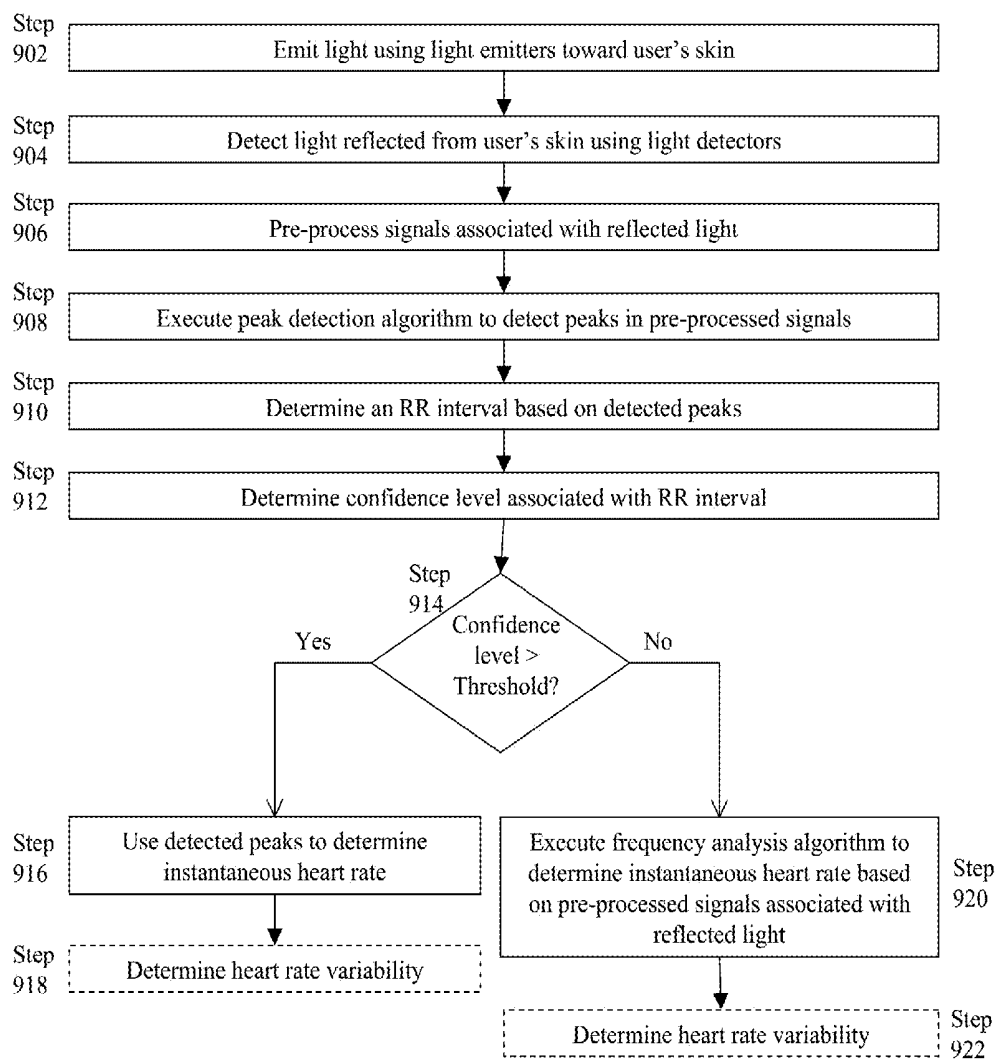 Step
902
Emit light using light emitters toward user's skin
Step
904
Detect light reflected from user's skin using light detectors
Step
906
Pre-process signals associated with reflected light
Step
908
Execute peak detection algorithm to detect peaks in pre-processed signals
Step
910
Determine an RR interval based on detected peaks
Step
912
Determine confidence level associated with RR interval
Step
914
Confidence
level >
Threshold?
Yes
No
Step
916
Use detected peaks to determine
instantaneous heart rate
Step
918
Determine heart rate variability
Execute frequency analysis algorithm to
determine instantaneous heart rate based
on pre-processed signals associated with
reflected light
Step
920
Determine heart rate variability
Step
922